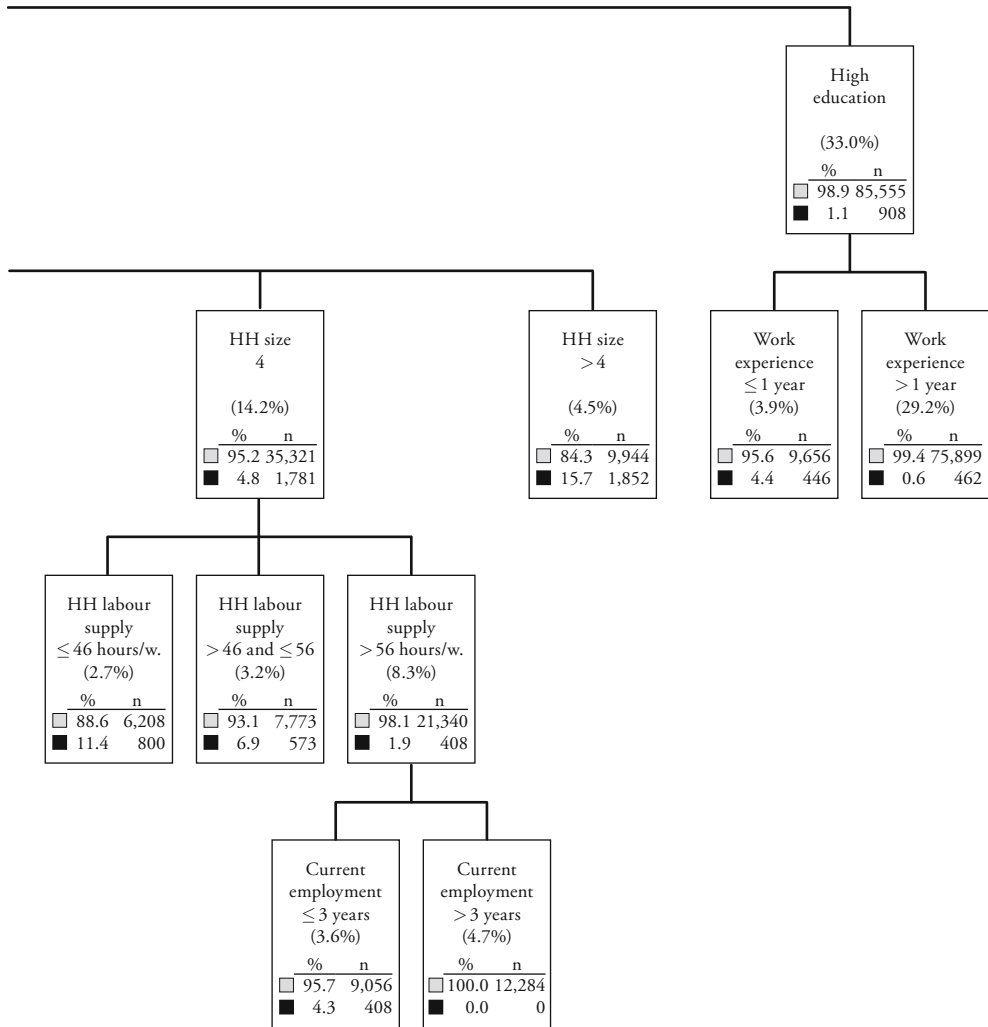 High
education
(33.0%)
% n
98.9 85,555
1.1 908
HH size
4
(14.2%)
% n
95.2 35,321
4.8 1,781
HH size
> 4
(4.5%)
% n
84.3 9,944
15.7 1,852
Work
experience
≤ 1 year
(3.9%)
% n
95.6 9,656
4.4 446
Work
experience
> 1 year
(29.2%)
% n
99.4 75,899
0.6 462
HH labour
supply
≤ 46 hours/w.
(2.7%)
% n
88.6 6,208
11.4 800
HH labour
supply
> 46 and ≤ 56
(3.2%)
% n
93.1 7,773
6.9 573
HH labour
supply
> 56 hours/w.
(8.3%)
% n
98.1 21,340
1.9 408
Current
employment
≤ 3 years
(3.6%)
% n
95.7 9,056
4.3 408
Current
employment
> 3 years
(4.7%)
% n
100.0 12,284
0.0 0